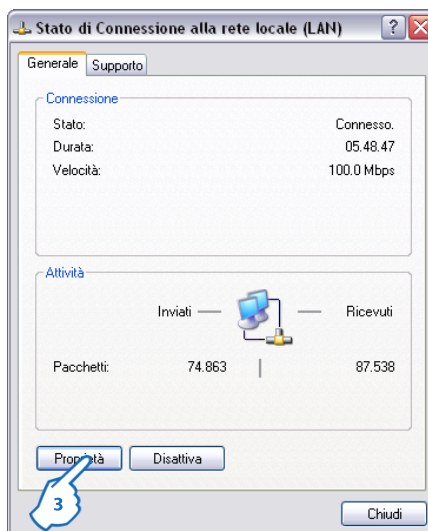 Stato di Connessione alla rete locale (LAN)
Generale Supporto
Connessione
Stato: Connesso.
Durata: 05.48.47
Velocità: 100.0 Mbps
Attività
Inviati Ricevuti
Pacchetti: 74.863 87.538
Proprietà Disattiva
3
Chiudi